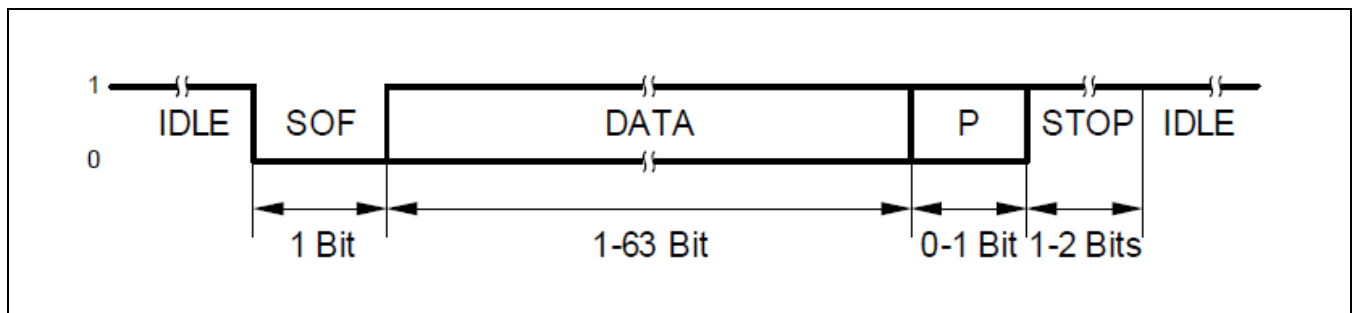 1
IDLE SOF DATA P STOP IDLE
0
1 Bit 1-63 Bit 0-1 Bit 1-2 Bits